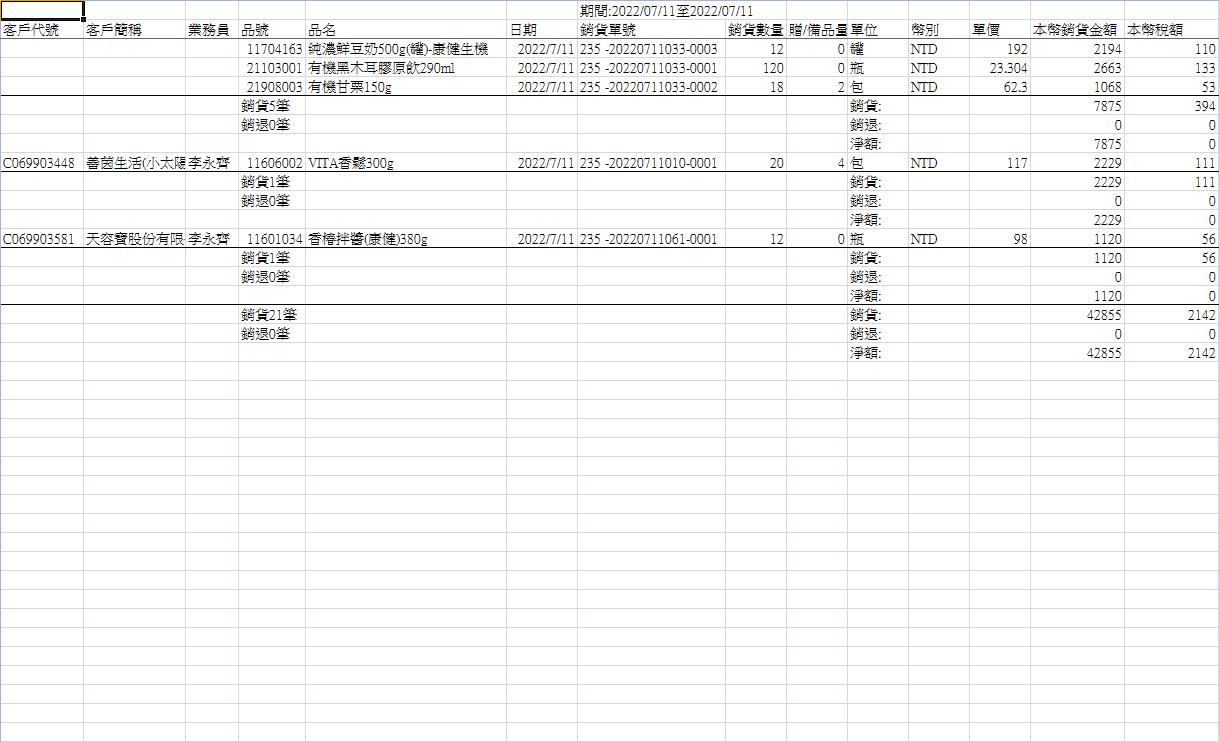 期間:2022/07/11至2022/07/11
客戶代號 客戶簡稱 業務員 品號 品名 日期 銷貨單號 銷貨數量 贈/備品量 單位 幣別 單價 本幣銷貨金額 本幣稅額
11704163 純濃鮮豆奶500g(罐)-康健生機 2022/7/11 235 -20220711033-0003 12 0 罐 NTD 192 2194 110
21103001 有機黑木耳膠原飲290ml 2022/7/11 235 -20220711033-0001 120 0 瓶 NTD 23.304 2663 133
21908003 有機甘栗150g 2022/7/11 235 -20220711033-0002 18 2 包 NTD 62.3 1068 53
銷貨5筆 銷貨: 7875 394
銷退0筆 銷退: 0 0
淨額: 7875 0
C069903448 善茵生活(小太陽 李永齊 11606002 VITA香鬆300g 2022/7/11 235 -20220711010-0001 20 4 包 NTD 117 2229 111
銷貨1筆 銷貨: 2229 111
銷退0筆 銷退: 0 0
淨額: 2229 0
C069903581 天容寶股份有限 李永齊 11601034 香椿拌醬(康健)380g 2022/7/11 235 -20220711061-0001 12 0 瓶 NTD 98 1120 56
銷貨1筆 銷貨: 1120 56
銷退0筆 銷退: 0 0
淨額: 1120 0
銷貨21筆 銷貨: 42855 2142
銷退0筆 銷退: 0 0
淨額: 42855 2142